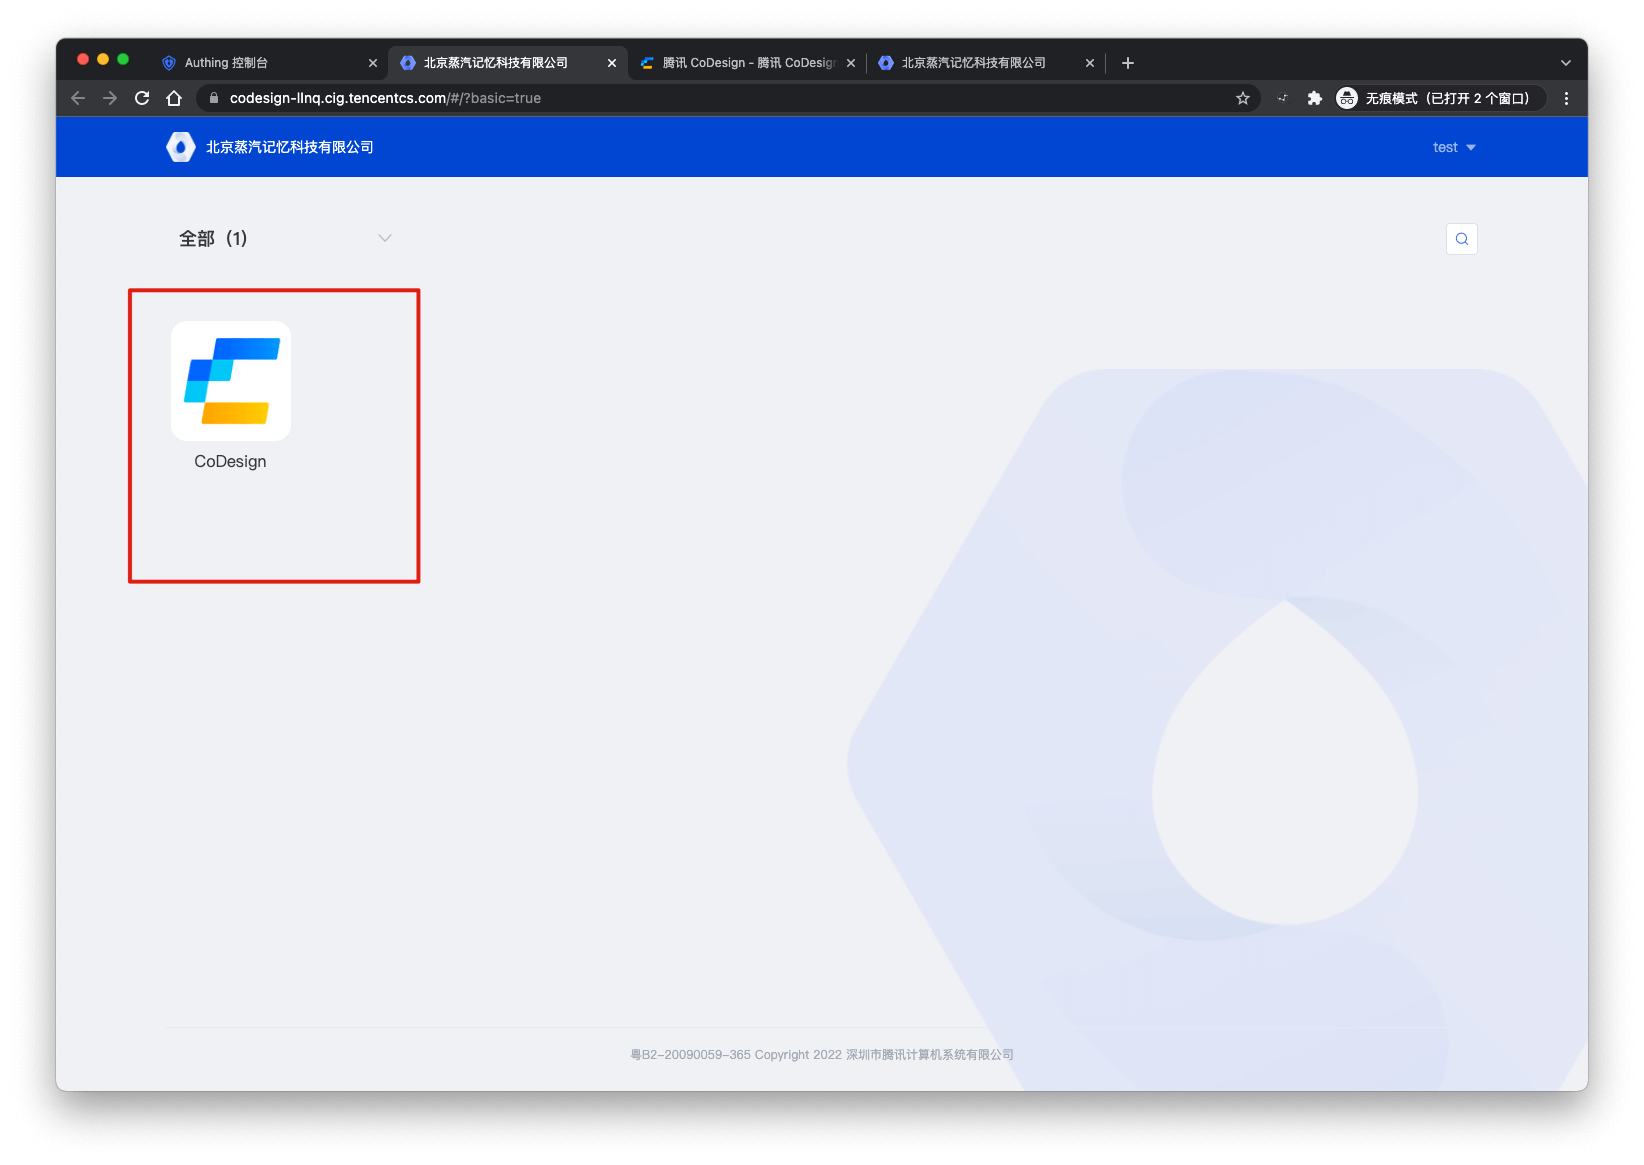 Authing 控制台
北京蒸汽记忆科技有限公司
腾讯 CoDesign - 腾讯 CoDesign
北京蒸汽记忆科技有限公司
codesign-llnq.cig.tencentcs.com/#/?basic=true
无痕模式（已打开 2 个窗口）
北京蒸汽记忆科技有限公司
test
全部（1）
CoDesign
粤B2-20090059-365 Copyright 2022 深圳市腾讯计算机系统有限公司